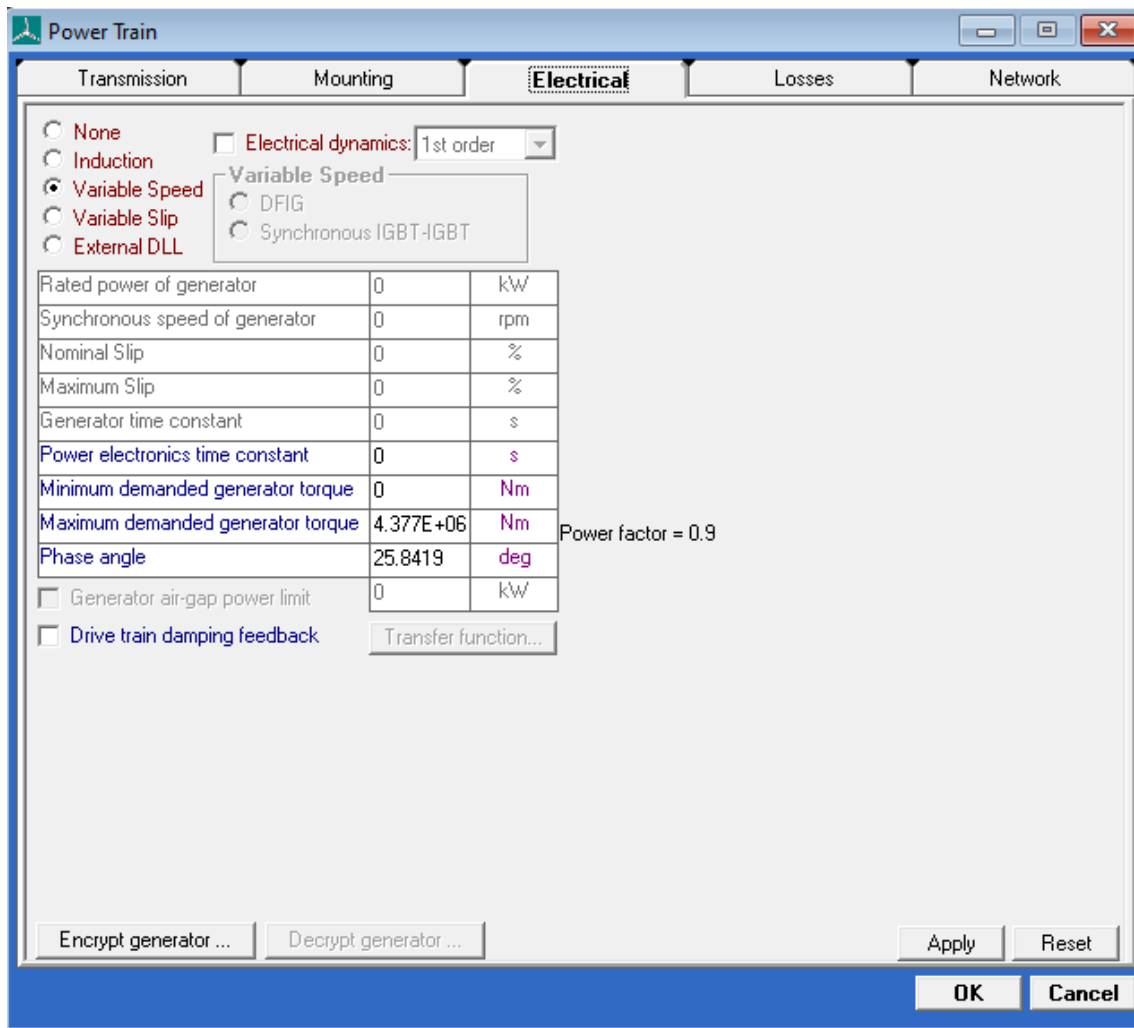 Power Train
Transmission Mounting Electrical Losses Network
None
Induction
Variable Speed
Variable Slip
External DLL
Electrical dynamics: 1st order
Variable Speed
DFIG
Synchronous IGBT-IGBT
Rated power of generator 0 kW
Synchronous speed of generator 0 rpm
Nominal Slip 0 %
Maximum Slip 0 %
Generator time constant 0 s
Power electronics time constant 0 s
Minimum demanded generator torque 0 Nm
Maximum demanded generator torque 4.377E+06 Nm
Power factor = 0.9
Phase angle 25.8419 deg
Generator air-gap power limit 0 kW
Drive train damping feedback Transfer function...
Encrypt generator ... Decrypt generator ... Apply Reset
OK Cancel